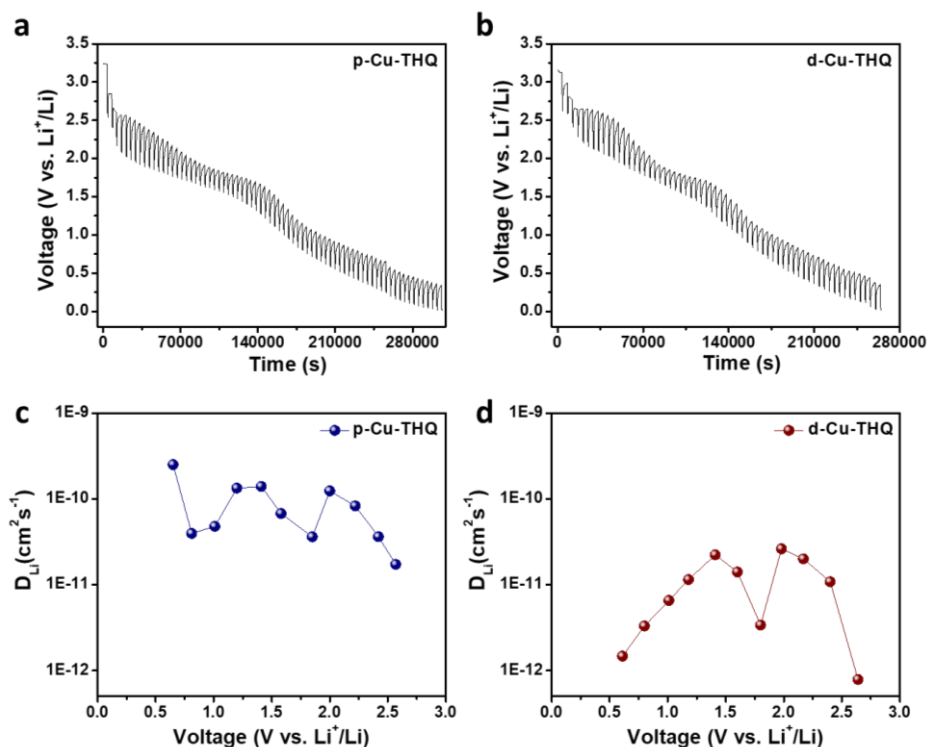 a
p-Cu-THQ
3.5
3.0
2.5
2.0
1.5
1.0
0.5
0.0
Voltage (V vs. Li⁺/Li)
0
70000
140000
210000
280000
Time (s)
b
d-Cu-THQ
3.5
3.0
2.5
2.0
1.5
1.0
0.5
0.0
Voltage (V vs. Li⁺/Li)
0
70000
140000
210000
280000
Time (s)
c
p-Cu-THQ
1E-9
1E-10
1E-11
1E-12
D_Li(cm²s⁻¹)
0.0
0.5
1.0
1.5
2.0
2.5
3.0
Voltage (V vs. Li⁺/Li)
d
d-Cu-THQ
1E-9
1E-10
1E-11
1E-12
D_Li(cm²s⁻¹)
0.0
0.5
1.0
1.5
2.0
2.5
3.0
Voltage (V vs. Li⁺/Li)